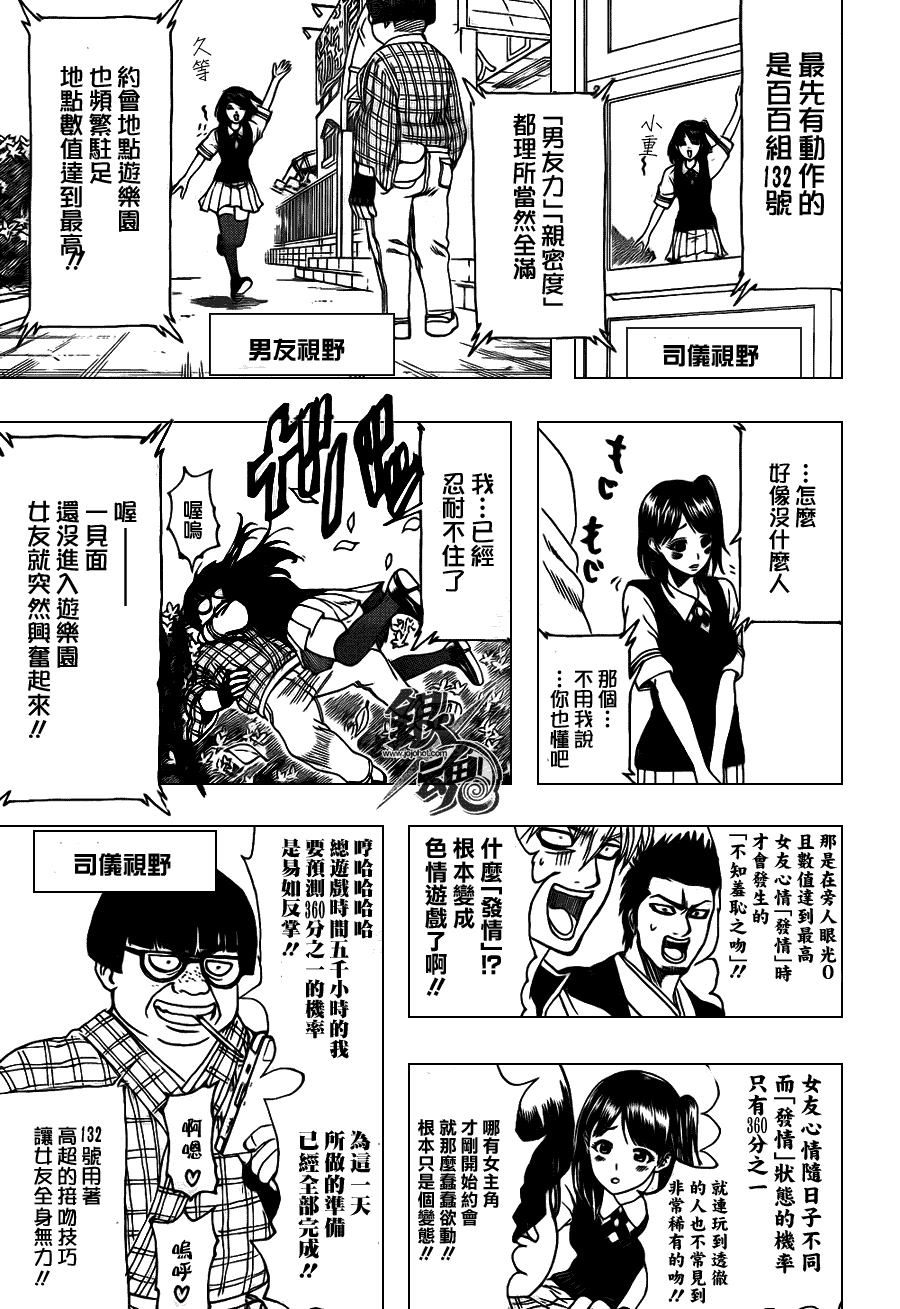 最先有動作的
是百百組132號
小重
司儀視野
「男友力」「親密度」
都理所當然全滿
久等
!!
男友視野
約會地點遊樂園
也頻繁駐足
地點數值達到最高!!
…怎麼
好像沒什麼人
もじ
もじ
那個…
不用我說
…你也懂吧
我…已經
忍耐不住了
喔嗚
喔——
一見面
還沒進入遊樂園
女友就突然興奮起來!!
銀魂
www.jojohot.com
那是在旁人眼光0
且數值達到最高
女友心情「發情」時
才會發生的
「不知羞恥之吻」!!
什麼「發情」!?
根本變成
色情遊戲了啊!!
女友心情隨日子不同
而「發情」狀態的機率
只有360分之一
就連玩到透徹
的人也不常見到
非常稀有的吻!!
哪有女主角
才剛開始約會
就那麼蠢蠢欲動!!
根本只是個變態!!
司儀視野
哼哈哈哈哈
總遊戲時間五千小時的我
要預測360分之一的機率
是易如反掌!!
為這一天
所做的準備
已經全部完成!!
啊嗯♡
嗚呼♡
132號用著
高超的接吻技巧
讓女友全身無力!!